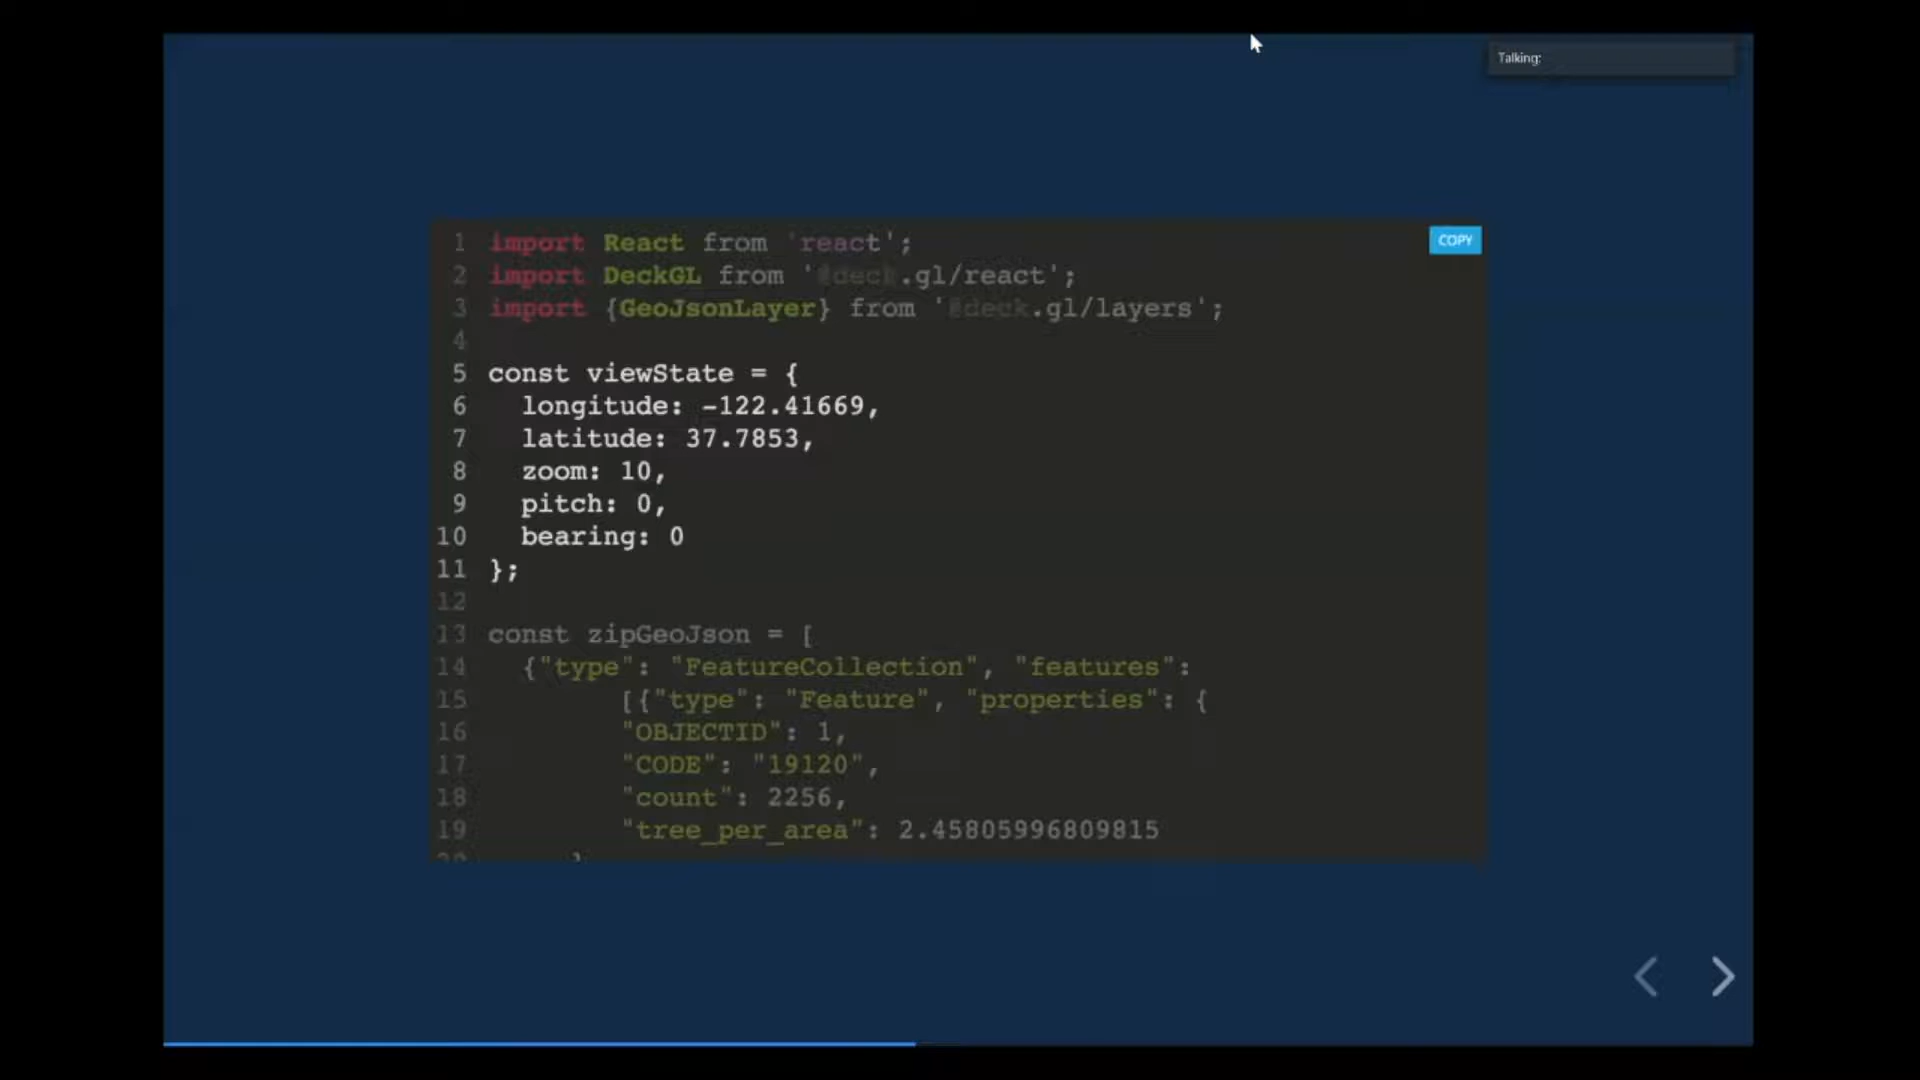 Talking:
COPY
1 import React from 'react';
2 import DeckGL from '@deck.gl/react';
3 import {GeoJsonLayer} from '@deck.gl/layers';
4
5 const viewState = {
6 longitude: -122.41669,
7 latitude: 37.7853,
8 zoom: 10,
9 pitch: 0,
10 bearing: 0
11 };
12
13 const zipGeoJson = [
14 {"type": "FeatureCollection", "features":
15 [{"type": "Feature", "properties": {
16 "OBJECTID": 1,
17 "CODE": "19120",
18 "count": 2256,
19 "tree_per_area": 2.45805996809815